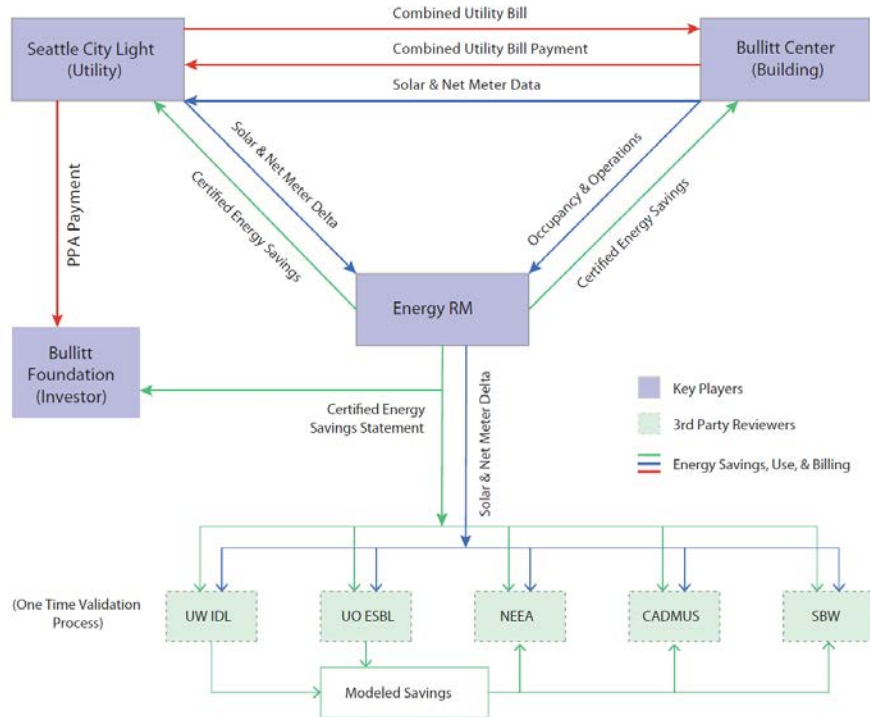 Combined Utility Bill
Seattle City Light
(Utility)
Combined Utility Bill Payment
Bullitt Center
(Building)
Solar & Net Meter Data
Solar & Net Meter Delta
Certified Energy Savings
Occupancy & Operations
Certified Energy Savings
PPA Payment
Energy RM
Bullitt
Foundation
(Investor)
Certified Energy
Savings Statement
Solar & Net Meter Delta
Key Players
3rd Party Reviewers
Energy Savings, Use, & Billing
(One Time Validation
Process)
UW IDL
UO ESBL
NEEA
CADMUS
SBW
Modeled Savings